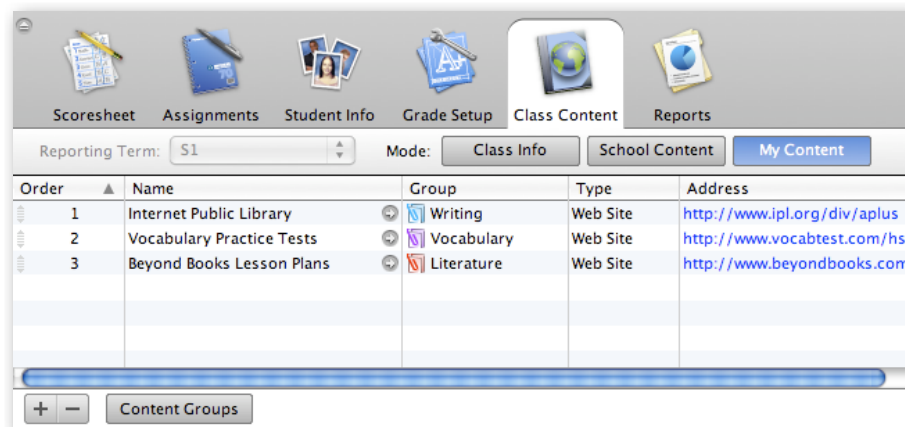 Scoresheet Assignments Student Info Grade Setup Class Content Reports
Reporting Term: S1 Mode: Class Info School Content My Content
Order Name Group Type Address
1 Internet Public Library Writing Web Site http://www.ipl.org/div/aplus
2 Vocabulary Practice Tests Vocabulary Web Site http://www.vocabtest.com/hs
3 Beyond Books Lesson Plans Literature Web Site http://www.beyondbooks.com
+ − Content Groups